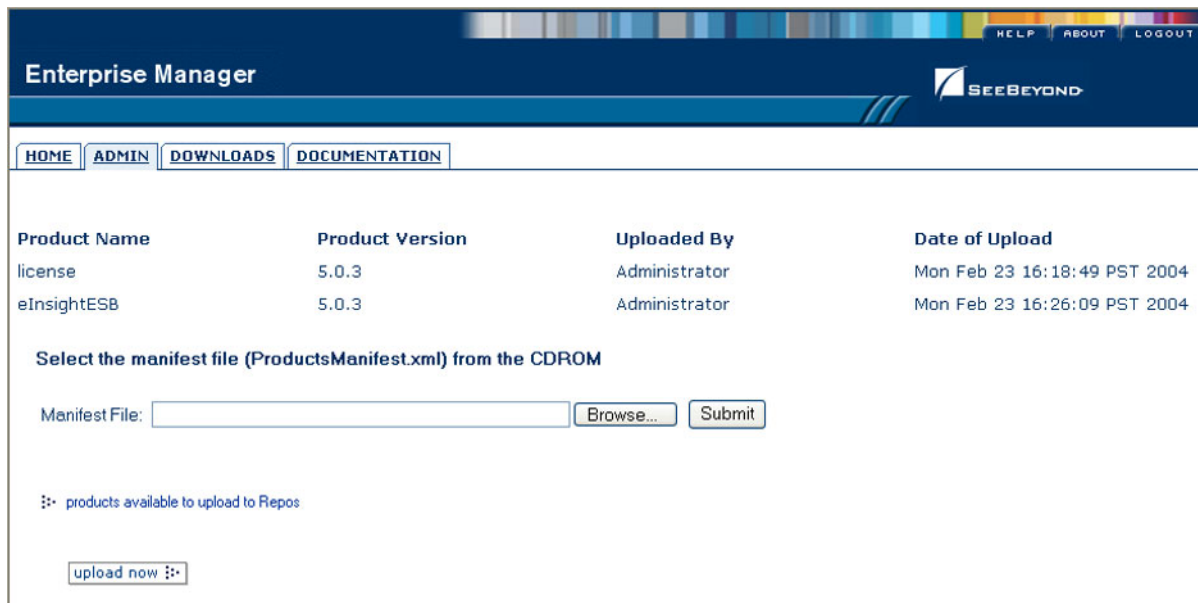 HELP ABOUT LOGOUT
Enterprise Manager
SEEBEYOND
HOME ADMIN DOWNLOADS DOCUMENTATION
Product Name Product Version Uploaded By Date of Upload
license 5.0.3 Administrator Mon Feb 23 16:18:49 PST 2004
eInsightESB 5.0.3 Administrator Mon Feb 23 16:26:09 PST 2004
Select the manifest file (ProductsManifest.xml) from the CDROM
Manifest File: Browse... Submit
products available to upload to Repos
upload now